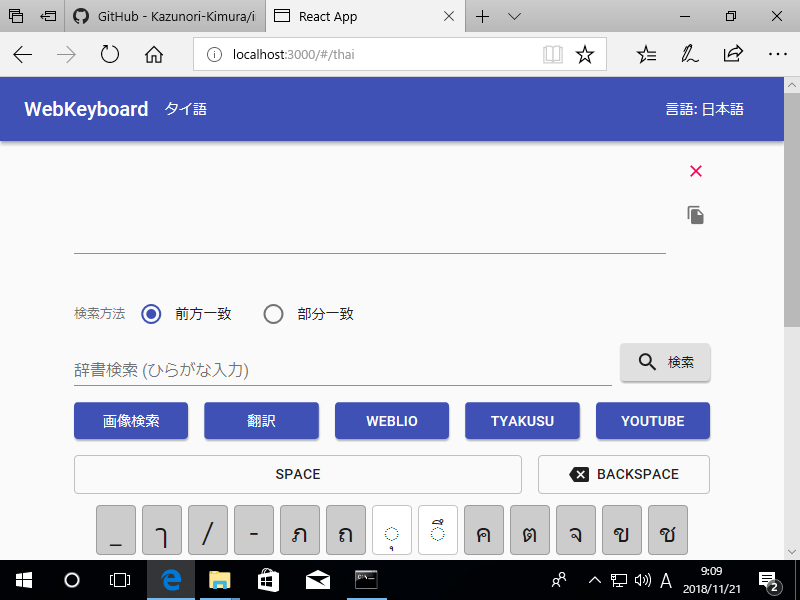 GitHub - Kazunori-Kimura/i
React App
localhost:3000/#/thai
WebKeyboard タイ語 言語: 日本語
検索方法 前方一致 部分一致
辞書検索 (ひらがな入力) 検索
画像検索 翻訳 WEBLIO TYAKUSU YOUTUBE
SPACE BACKSPACE
_ ๅ / - ภ ถ ุ ึ ค ต จ ข ช
A 9:09
2018/11/21 2